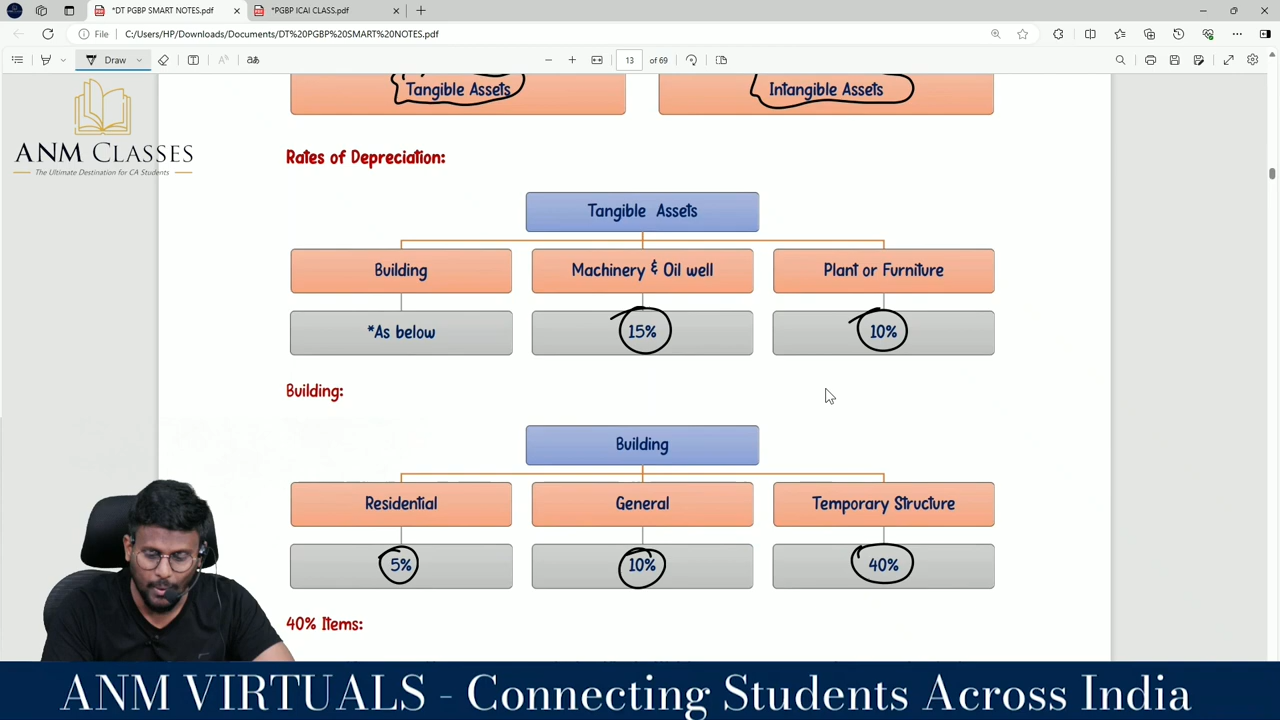 *DT PGBP SMART NOTES.pdf
*PGBP ICAI CLASS.pdf
File
C:/Users/HP/Downloads/Documents/DT%20PGBP%20SMART%20NOTES.pdf
Draw
13 of 69
Tangible Assets
Intangible Assets
ANM CLASSES
The Ultimate Destination for CA Students
Rates of Depreciation:
Tangible Assets
Building
Machinery & Oil well
Plant or Furniture
*As below
15%
10%
Building:
Building
Residential
General
Temporary Structure
5%
10%
40%
40% Items:
ANM VIRTUALS - Connecting Students Across India